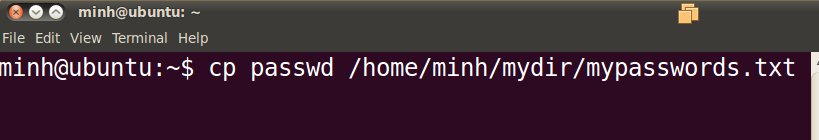 minh@ubuntu: ~
File Edit View Terminal Help
minh@ubuntu:~$ cp passwd /home/minh/mydir/mypasswords.txt